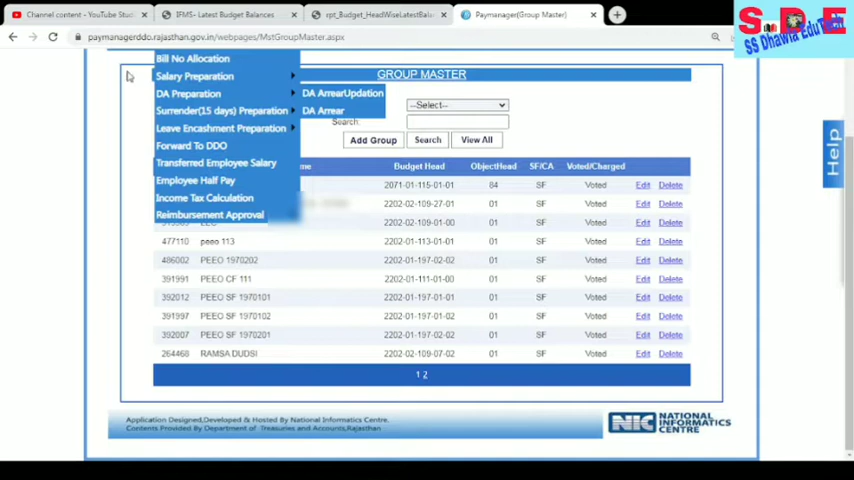 Channel content - YouTube Stud
IFMS- Latest Budget Balances
rpt_Budget_HeadWiseLatestBal
Paymanager(Group Master)
paymanagerddo.rajasthan.gov.in/webpages/MstGroupMaster.aspx
S D E
SS Dhawla Edu
GROUP MASTER
Bill No Allocation
Salary Preparation
DA Preparation
Surrender(15 days) Preparation
Leave Encashment Preparation
Forward To DDO
Transferred Employee Salary
Employee Half Pay
Income Tax Calculation
Reimbursement Approval
DA ArrearUpdation
DA Arrear
--Select--
Search:
Add Group Search View All
Help
me Budget Head ObjectHead SF/CA Voted/Charged
2071-01-115-01-01 84 SF Voted Edit Delete
2202-02-109-27-01 01 SF Voted Edit Delete
2202-02-109-01-00 01 SF Voted Edit Delete
477110 peeo 113 2202-01-113-01-01 01 SF Voted Edit Delete
486002 PEEO 1970202 2202-01-197-02-02 01 SF Voted Edit Delete
391991 PEEO CF 111 2202-01-111-01-00 01 SF Voted Edit Delete
392012 PEEO SF 1970101 2202-01-197-01-01 01 SF Voted Edit Delete
391997 PEEO SF 1970102 2202-01-197-01-02 01 SF Voted Edit Delete
392007 PEEO SF 1970201 2202-01-197-02-01 01 SF Voted Edit Delete
264468 RAMSA DUDSI 2202-02-109-07-02 01 SF Voted Edit Delete
1 2
Application Designed,Developed & Hosted By National Informatics Centre.
Contents Provided By Department of Treasuries and Accounts,Rajasthan
NIC NATIONAL
INFORMATICS
CENTRE